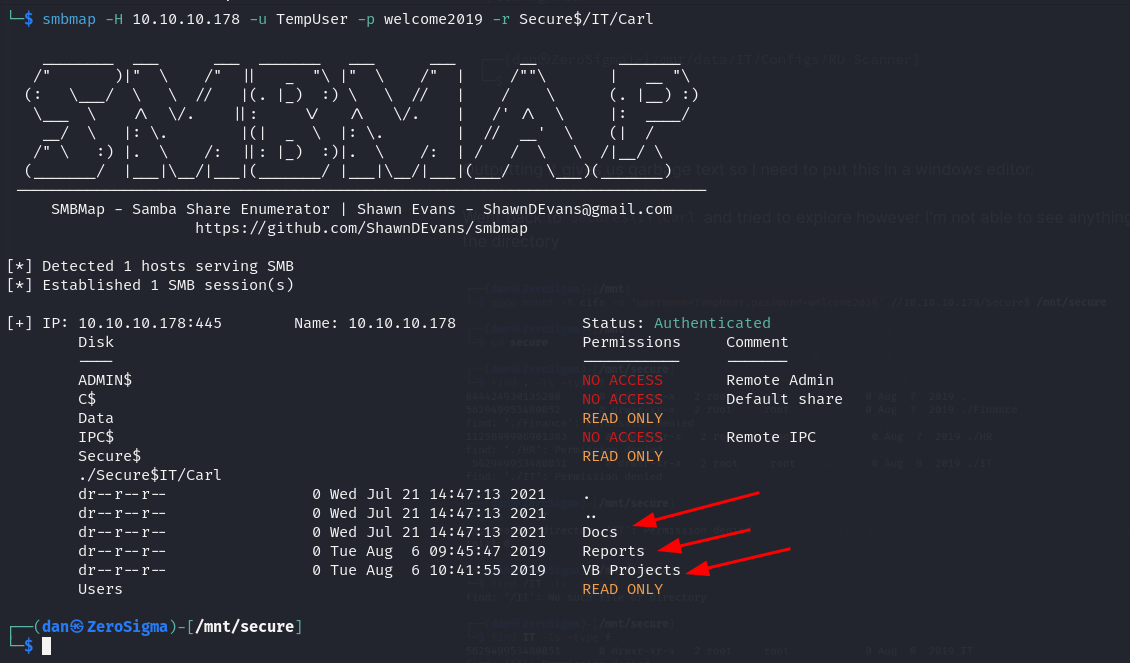 └─$ smbmap -H 10.10.10.178 -u TempUser -p welcome2019 -r Secure$/IT/Carl
SMBMap - Samba Share Enumerator | Shawn Evans - ShawnDEvans@gmail.com
https://github.com/ShawnDEvans/smbmap
[*] Detected 1 hosts serving SMB
[*] Established 1 SMB session(s)
[+] IP: 10.10.10.178:445 Name: 10.10.10.178 Status: Authenticated
Disk Permissions Comment
---- ----------- -------
ADMIN$ NO ACCESS Remote Admin
C$ NO ACCESS Default share
Data READ ONLY
IPC$ NO ACCESS Remote IPC
Secure$ READ ONLY
./Secure$IT/Carl
dr--r--r-- 0 Wed Jul 21 14:47:13 2021 .
dr--r--r-- 0 Wed Jul 21 14:47:13 2021 ..
dr--r--r-- 0 Wed Jul 21 14:47:13 2021 Docs
dr--r--r-- 0 Tue Aug 6 09:45:47 2019 Reports
dr--r--r-- 0 Tue Aug 6 10:41:55 2019 VB Projects
Users READ ONLY
┌──(dan㉿ZeroSigma)-[/mnt/secure]
└─$